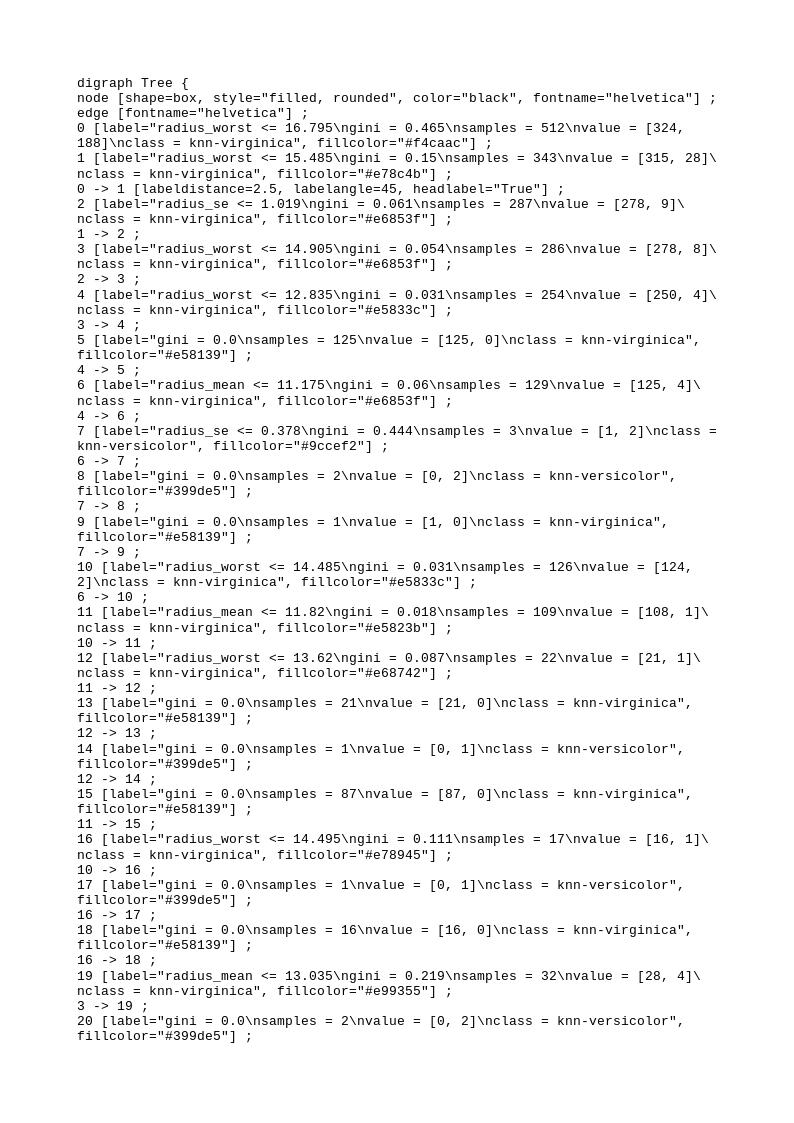 digraph Tree {
node [shape=box, style="filled, rounded", color="black", fontname="helvetica"] ;
edge [fontname="helvetica"] ;
0 [label="radius_worst <= 16.795\ngini = 0.465\nsamples = 512\nvalue = [324,
188]\nclass = knn-virginica", fillcolor="#f4caac"] ;
1 [label="radius_worst <= 15.485\ngini = 0.15\nsamples = 343\nvalue = [315, 28]\
nclass = knn-virginica", fillcolor="#e78c4b"] ;
0 -> 1 [labeldistance=2.5, labelangle=45, headlabel="True"] ;
2 [label="radius_se <= 1.019\ngini = 0.061\nsamples = 287\nvalue = [278, 9]\
nclass = knn-virginica", fillcolor="#e6853f"] ;
1 -> 2 ;
3 [label="radius_worst <= 14.905\ngini = 0.054\nsamples = 286\nvalue = [278, 8]\
nclass = knn-virginica", fillcolor="#e6853f"] ;
2 -> 3 ;
4 [label="radius_worst <= 12.835\ngini = 0.031\nsamples = 254\nvalue = [250, 4]\
nclass = knn-virginica", fillcolor="#e5833c"] ;
3 -> 4 ;
5 [label="gini = 0.0\nsamples = 125\nvalue = [125, 0]\nclass = knn-virginica",
fillcolor="#e58139"] ;
4 -> 5 ;
6 [label="radius_mean <= 11.175\ngini = 0.06\nsamples = 129\nvalue = [125, 4]\
nclass = knn-virginica", fillcolor="#e6853f"] ;
4 -> 6 ;
7 [label="radius_se <= 0.378\ngini = 0.444\nsamples = 3\nvalue = [1, 2]\nclass =
knn-versicolor", fillcolor="#9ccef2"] ;
6 -> 7 ;
8 [label="gini = 0.0\nsamples = 2\nvalue = [0, 2]\nclass = knn-versicolor",
fillcolor="#399de5"] ;
7 -> 8 ;
9 [label="gini = 0.0\nsamples = 1\nvalue = [1, 0]\nclass = knn-virginica",
fillcolor="#e58139"] ;
7 -> 9 ;
10 [label="radius_worst <= 14.485\ngini = 0.031\nsamples = 126\nvalue = [124,
2]\nclass = knn-virginica", fillcolor="#e5833c"] ;
6 -> 10 ;
11 [label="radius_mean <= 11.82\ngini = 0.018\nsamples = 109\nvalue = [108, 1]\
nclass = knn-virginica", fillcolor="#e5823b"] ;
10 -> 11 ;
12 [label="radius_worst <= 13.62\ngini = 0.087\nsamples = 22\nvalue = [21, 1]\
nclass = knn-virginica", fillcolor="#e68742"] ;
11 -> 12 ;
13 [label="gini = 0.0\nsamples = 21\nvalue = [21, 0]\nclass = knn-virginica",
fillcolor="#e58139"] ;
12 -> 13 ;
14 [label="gini = 0.0\nsamples = 1\nvalue = [0, 1]\nclass = knn-versicolor",
fillcolor="#399de5"] ;
12 -> 14 ;
15 [label="gini = 0.0\nsamples = 87\nvalue = [87, 0]\nclass = knn-virginica",
fillcolor="#e58139"] ;
11 -> 15 ;
16 [label="radius_worst <= 14.495\ngini = 0.111\nsamples = 17\nvalue = [16, 1]\
nclass = knn-virginica", fillcolor="#e78945"] ;
10 -> 16 ;
17 [label="gini = 0.0\nsamples = 1\nvalue = [0, 1]\nclass = knn-versicolor",
fillcolor="#399de5"] ;
16 -> 17 ;
18 [label="gini = 0.0\nsamples = 16\nvalue = [16, 0]\nclass = knn-virginica",
fillcolor="#e58139"] ;
16 -> 18 ;
19 [label="radius_mean <= 13.035\ngini = 0.219\nsamples = 32\nvalue = [28, 4]\
nclass = knn-virginica", fillcolor="#e99355"] ;
3 -> 19 ;
20 [label="gini = 0.0\nsamples = 2\nvalue = [0, 2]\nclass = knn-versicolor",
fillcolor="#399de5"] ;